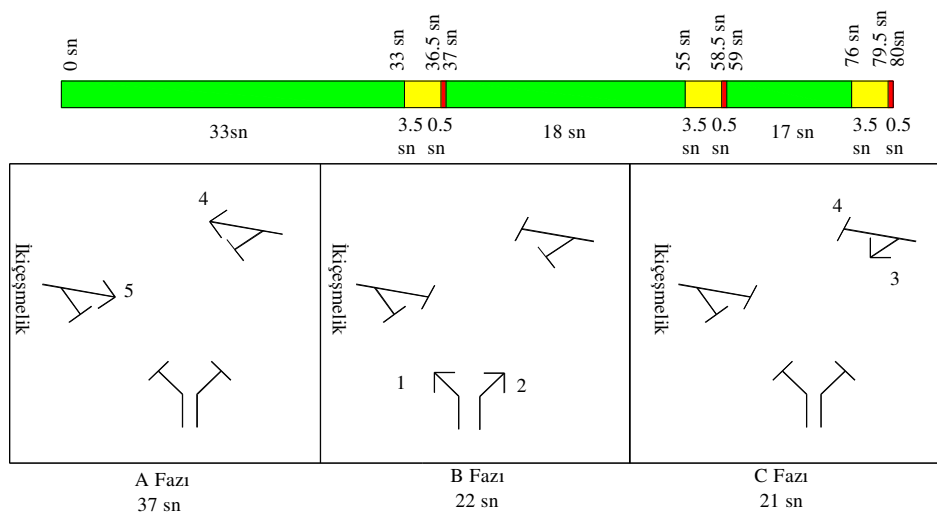 0 sn
33 sn
36.5 sn
37 sn
55 sn
58.5 sn
59 sn
76 sn
79.5 sn
80sn
33sn
3.5 0.5
sn sn
18 sn
3.5 0.5
sn sn
17 sn
3.5 0.5
sn sn
İkiçeşmelik
4
5
A Fazı
37 sn
İkiçeşmelik
1
2
B Fazı
22 sn
İkiçeşmelik
4
3
C Fazı
21 sn